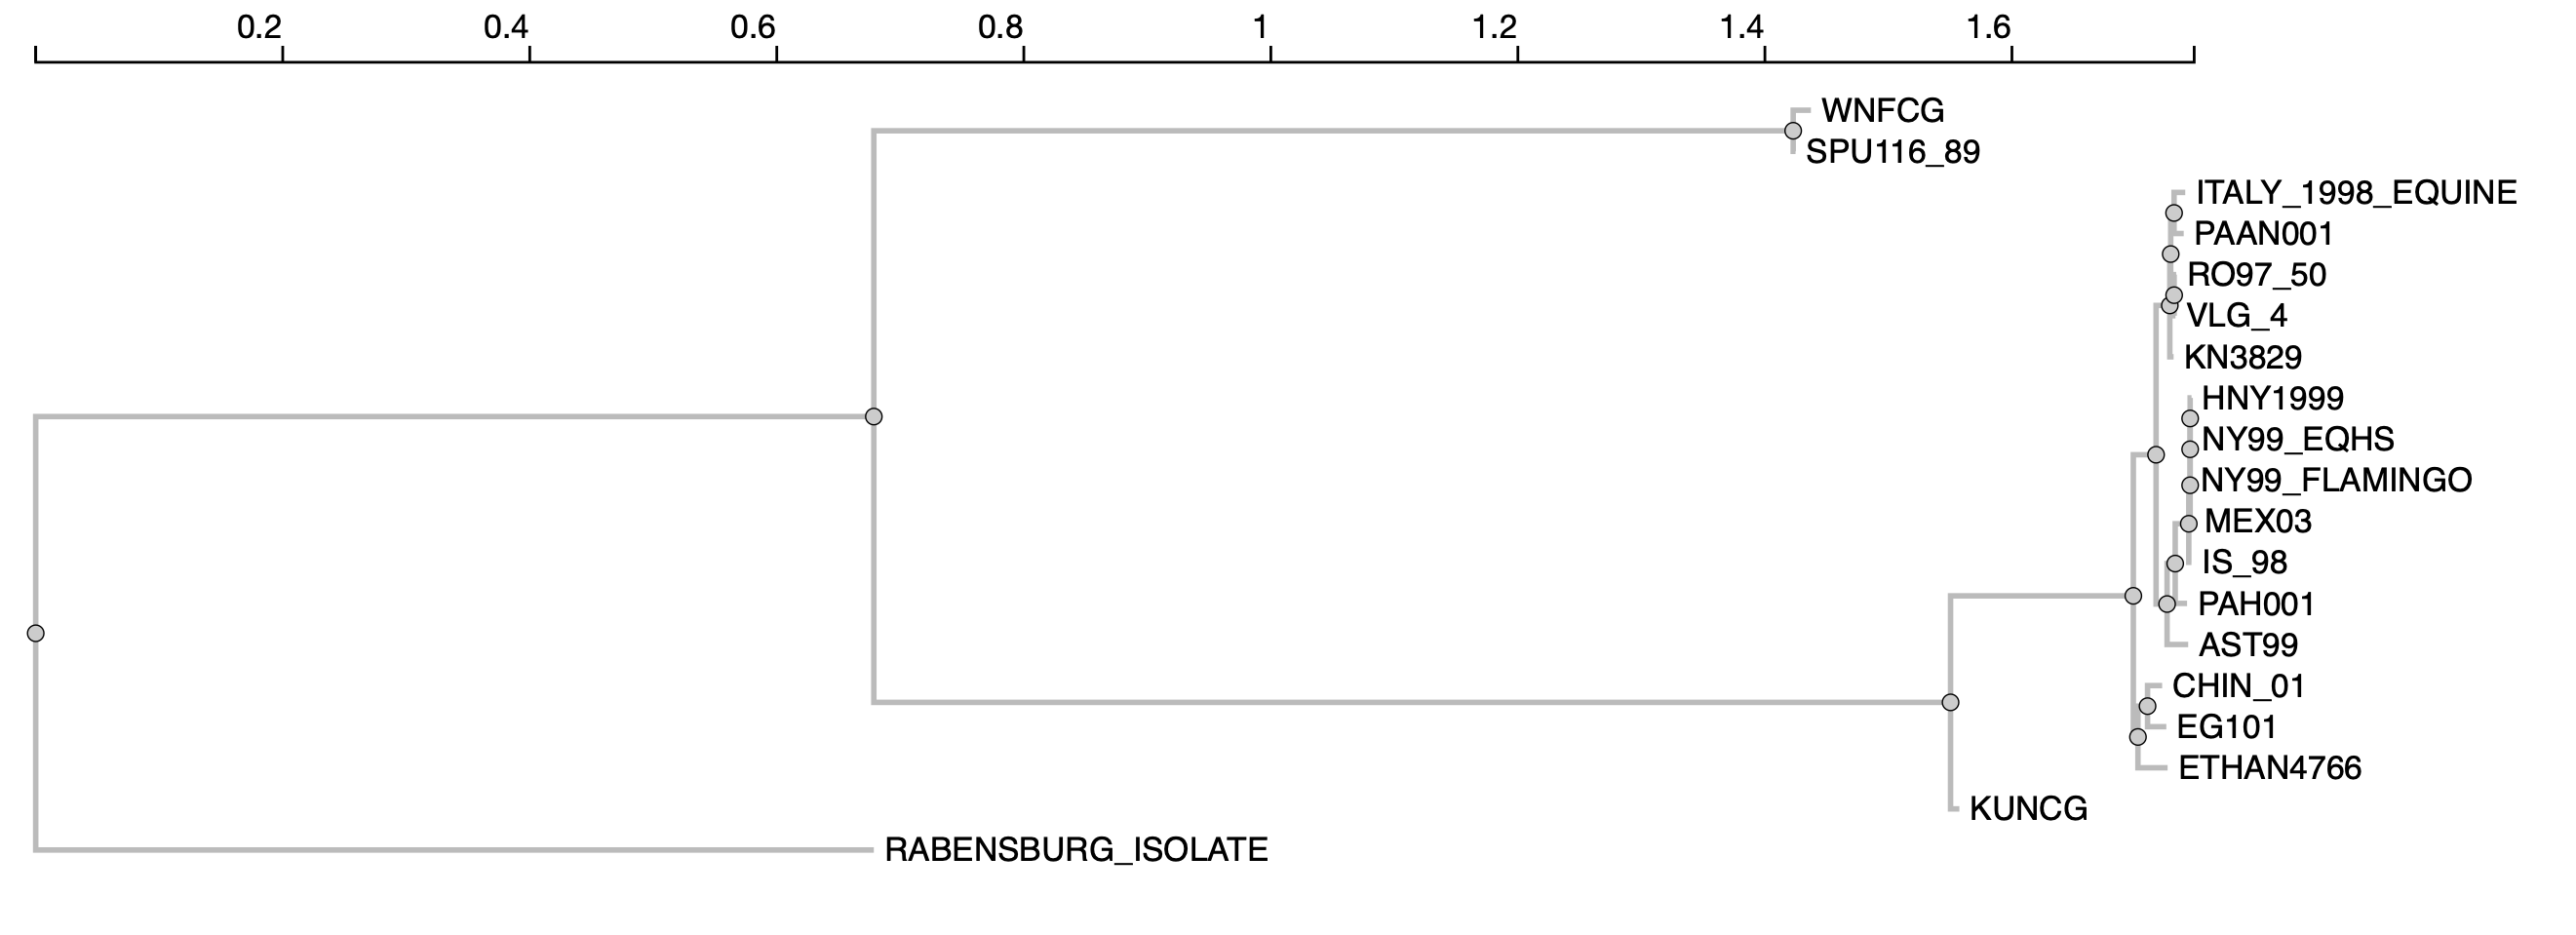 0.2 0.4 0.6 0.8 1 1.2 1.4 1.6
WNFCG
SPU116_89
ITALY_1998_EQUINE
PAAN001
RO97_50
VLG_4
KN3829
HNY1999
NY99_EQHS
NY99_FLAMINGO
MEX03
IS_98
PAH001
AST99
CHIN_01
EG101
ETHAN4766
KUNCG
RABENSBURG_ISOLATE